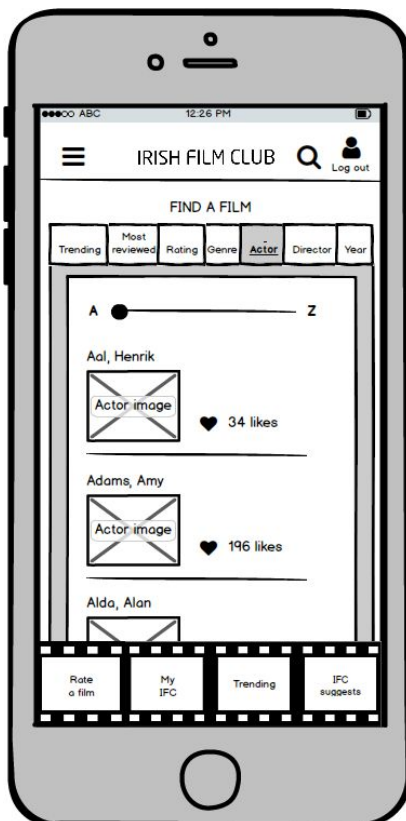 ABC 12:26 PM
IRISH FILM CLUB
Log out
FIND A FILM
Trending Most reviewed Rating Genre Actor Director Year
A Z
Aal, Henrik
Actor image
34 likes
Adams, Amy
Actor image
196 likes
Alda, Alan
Rate a film My IFC Trending IFC suggests